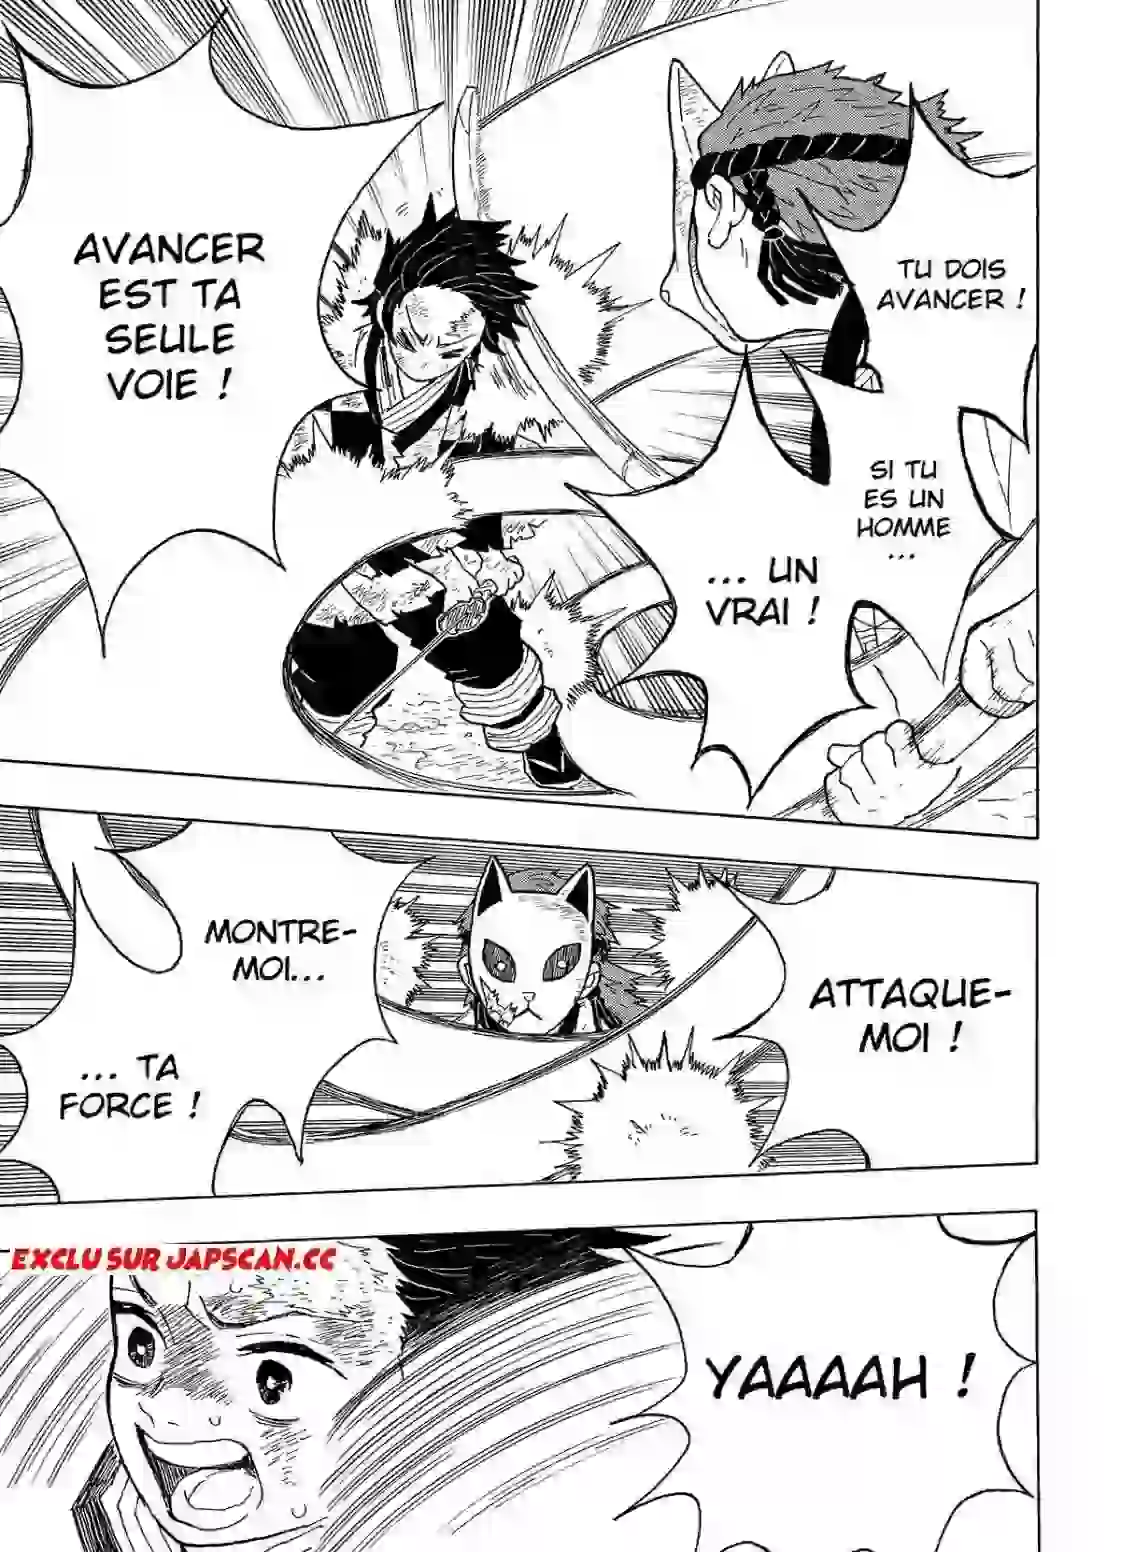 TU DOIS
AVANCER !
SI TU
ES UN
HOMME
...
... UN
VRAI !
AVANCER
EST TA
SEULE
VOIE !
ATTAQUE-
MOI !
MONTRE-
MOI...
... TA
FORCE !
EXCLU SUR JAPSCAN.CC
YAAAAH !